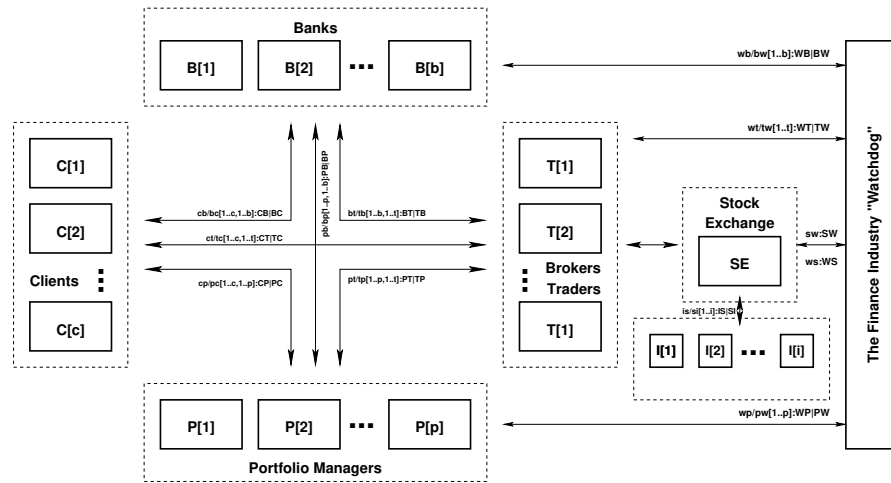 Banks
B[1] B[2] B[b]
wb/bw[1..b]:WB|BW
wt/tw[1..t]:WT|TW
C[1]
C[2]
Clients
C[c]
pb/bp[1..p,1..b]:PB|BP
cb/bc[1..c,1..b]:CB|BC
bt/tb[1..b,1..t]:BT|TB
ct/tc[1..c,1..t]:CT|TC
cp/pc[1..c,1..p]:CP|PC
pt/tp[1..p,1..t]:PT|TP
T[1]
T[2]
Brokers
Traders
T[1]
Stock
Exchange
SE
sw:SW
ws:WS
is/si[1..i]:IS|SI
I[1] I[2] I[i]
The Finance Industry "Watchdog"
wp/pw[1..p]:WP|PW
P[1] P[2] P[p]
Portfolio Managers